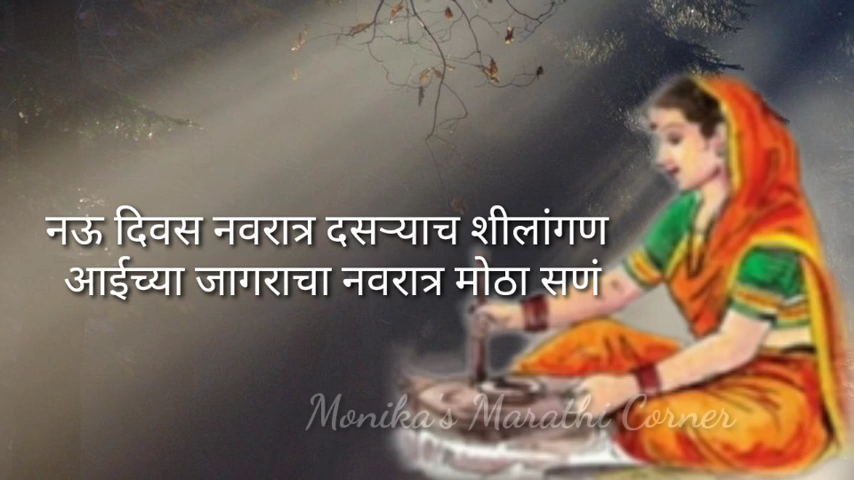 नऊ दिवस नवरात्र दसऱ्याच शीलांगण
आईच्या जागराचा नवरात्र मोठा सणं
Monika's Marathi Corner